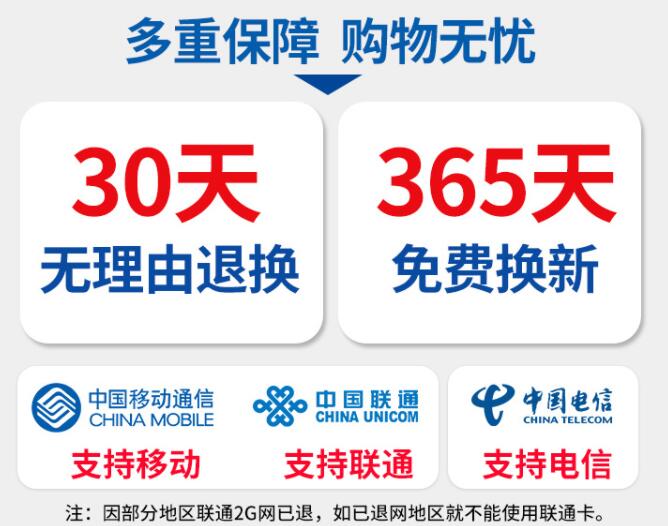 多重保障 购物无忧
30天
无理由退换
365天
免费换新
中国移动通信
CHINA MOBILE
支持移动
中国联通
CHINA UNICOM
支持联通
中国电信
CHINA TELECOM
支持电信
注：因部分地区联通2G网已退，如已退网地区就不能使用联通卡。